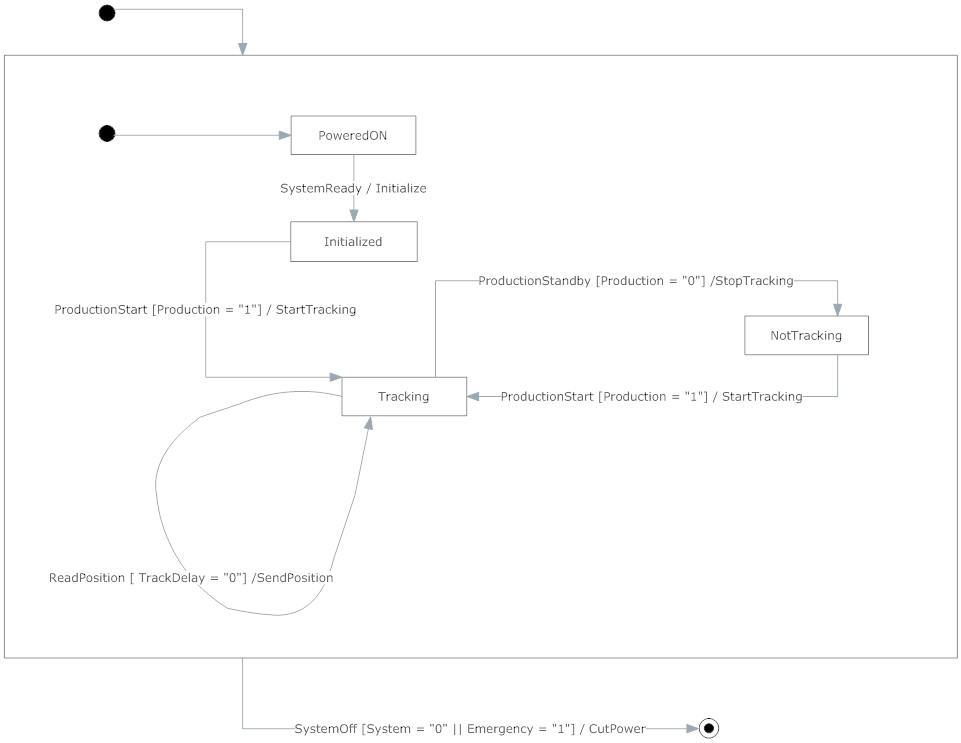 PoweredON
SystemReady / Initialize
Initialized
ProductionStandby [Production = "0"] /StopTracking
ProductionStart [Production = "1"] / StartTracking
NotTracking
Tracking
ProductionStart [Production = "1"] / StartTracking
ReadPosition [ TrackDelay = "0"] /SendPosition
SystemOff [System = "0" || Emergency = "1"] / CutPower